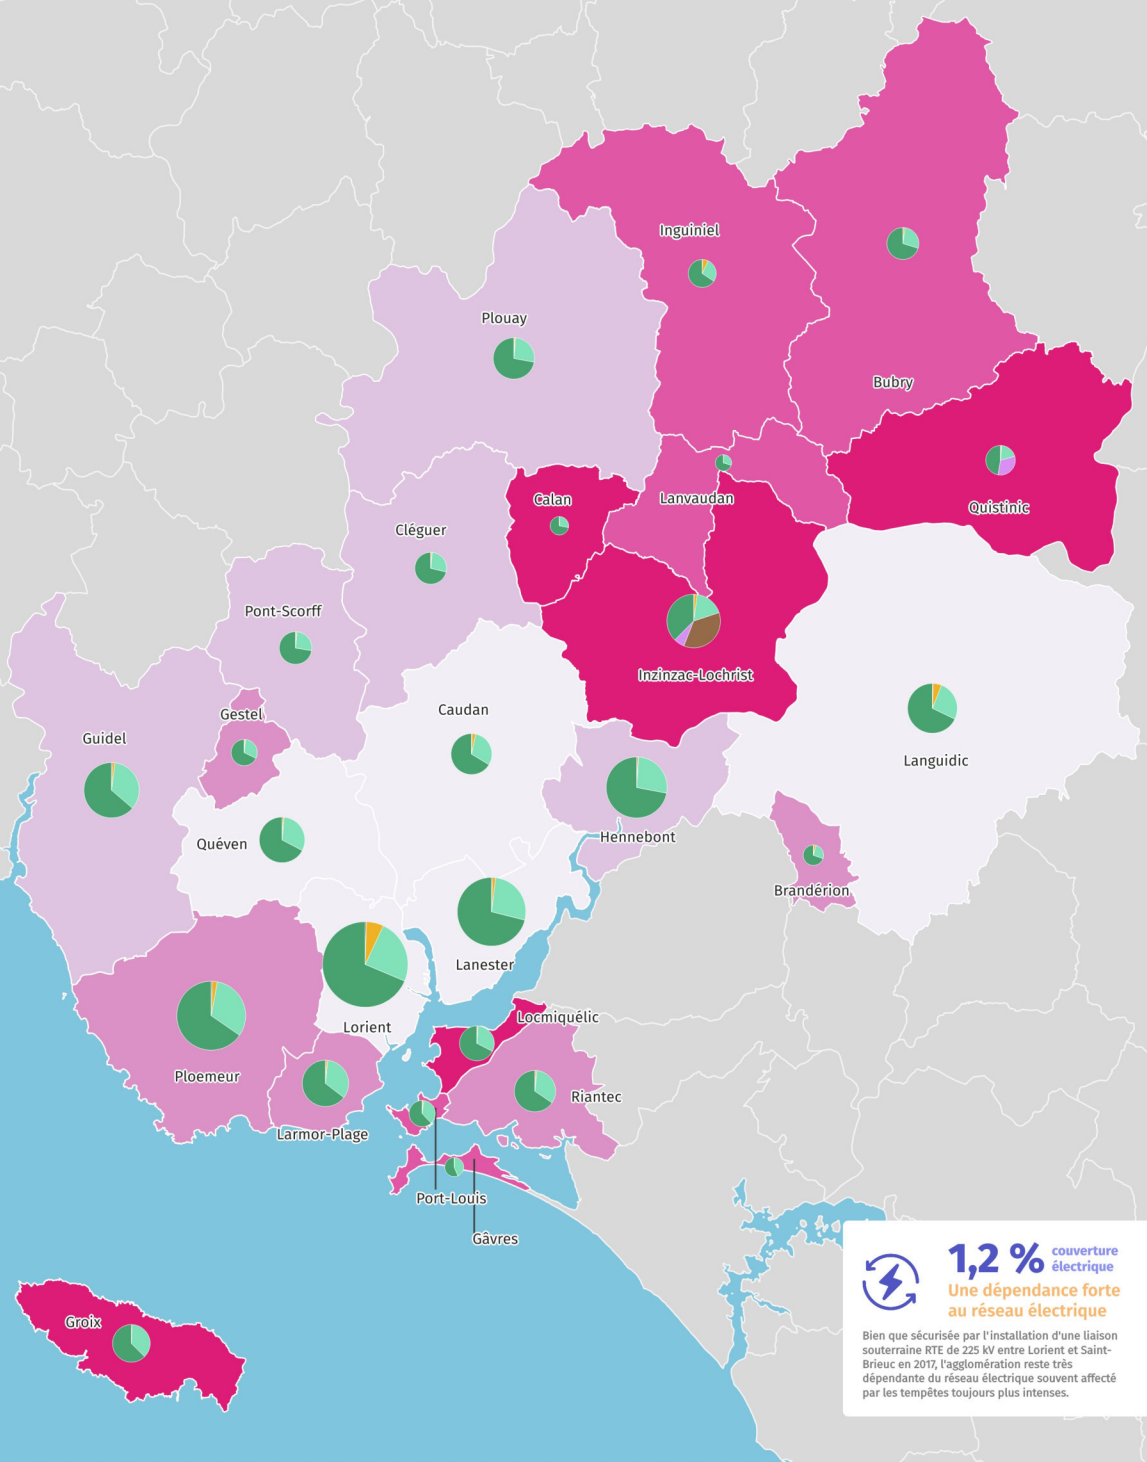 Inguiniel
Plouay
Bubry
Calan
Lanvaudan
Quistinic
Cléguer
Pont-Scorff
Inzinzac-Lochrist
Gestel
Caudan
Guidel
Languidic
Quéven
Hennebont
Brandérion
Lanester
Locmiquélic
Lorient
Ploemeur
Riantec
Larmor-Plage
Port-Louis
Gâvres
Groix
1,2 % couverture
électrique
Une dépendance forte
au réseau électrique
Bien que sécurisée par l'installation d'une liaison
souterraine RTE de 225 kV entre Lorient et Saint-
Brieuc en 2017, l'agglomération reste très
dépendante du réseau électrique souvent affecté
par les tempêtes toujours plus intenses.